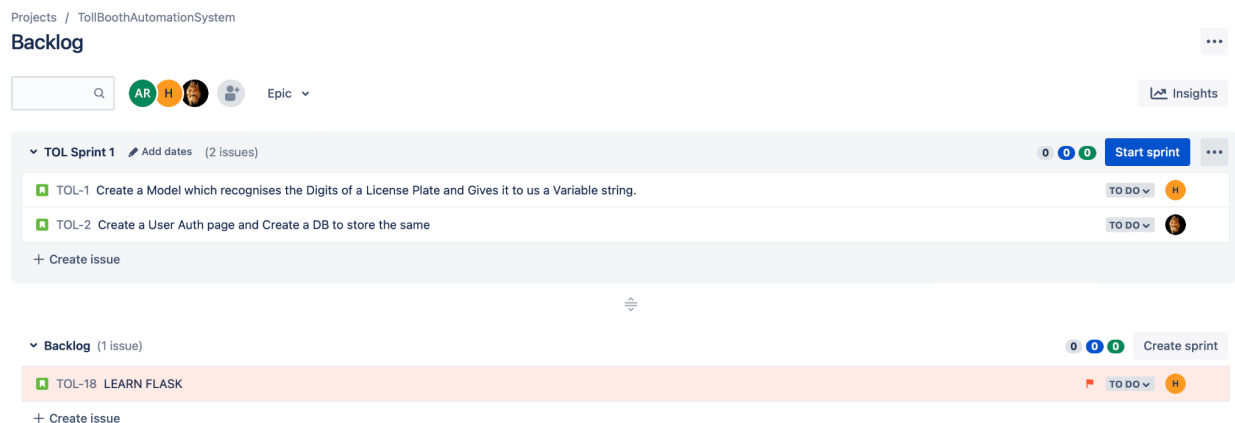 Projects / TollBoothAutomationSystem
Backlog
AR H Epic Insights
TOL Sprint 1 Add dates (2 issues) 0 0 0 Start sprint
TOL-1 Create a Model which recognises the Digits of a License Plate and Gives it to us a Variable string. TO DO H
TOL-2 Create a User Auth page and Create a DB to store the same TO DO
+ Create issue
Backlog (1 issue) 0 0 0 Create sprint
TOL-18 LEARN FLASK TO DO H
+ Create issue